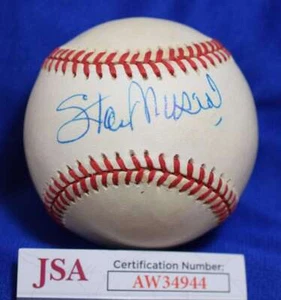 Stan Musial
JSA
Certification Number:
AW34944